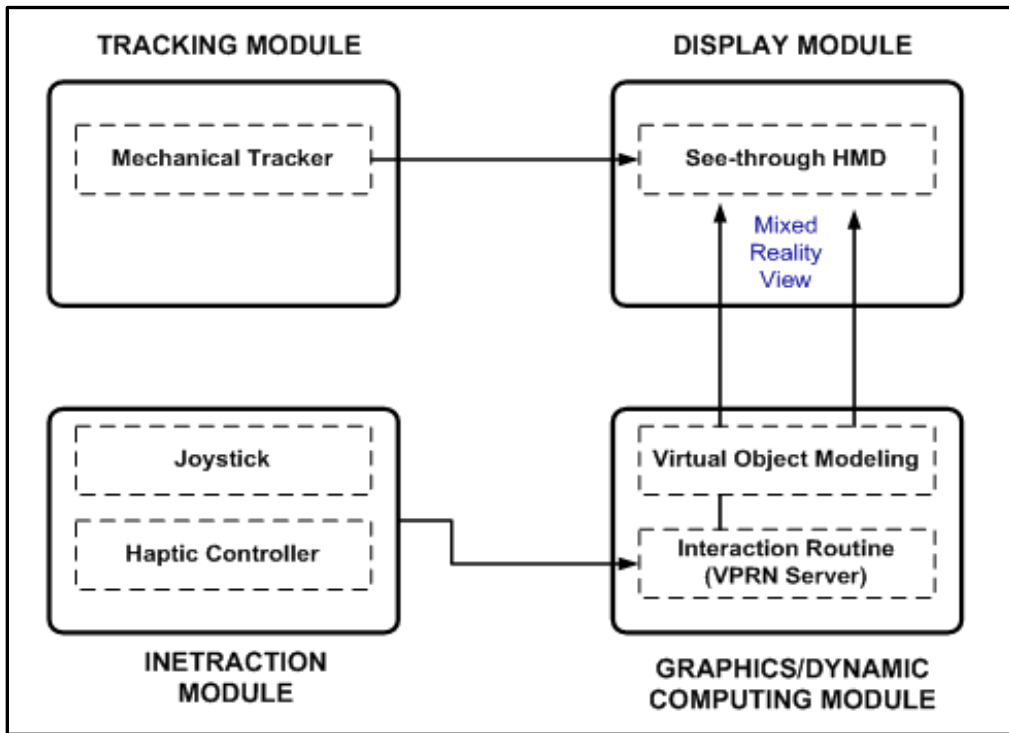 TRACKING MODULE
DISPLAY MODULE
Mechanical Tracker
See-through HMD
Mixed
Reality
View
Joystick
Haptic Controller
Virtual Object Modeling
Interaction Routine
(VPRN Server)
INETRACTION
MODULE
GRAPHICS/DYNAMIC
COMPUTING MODULE